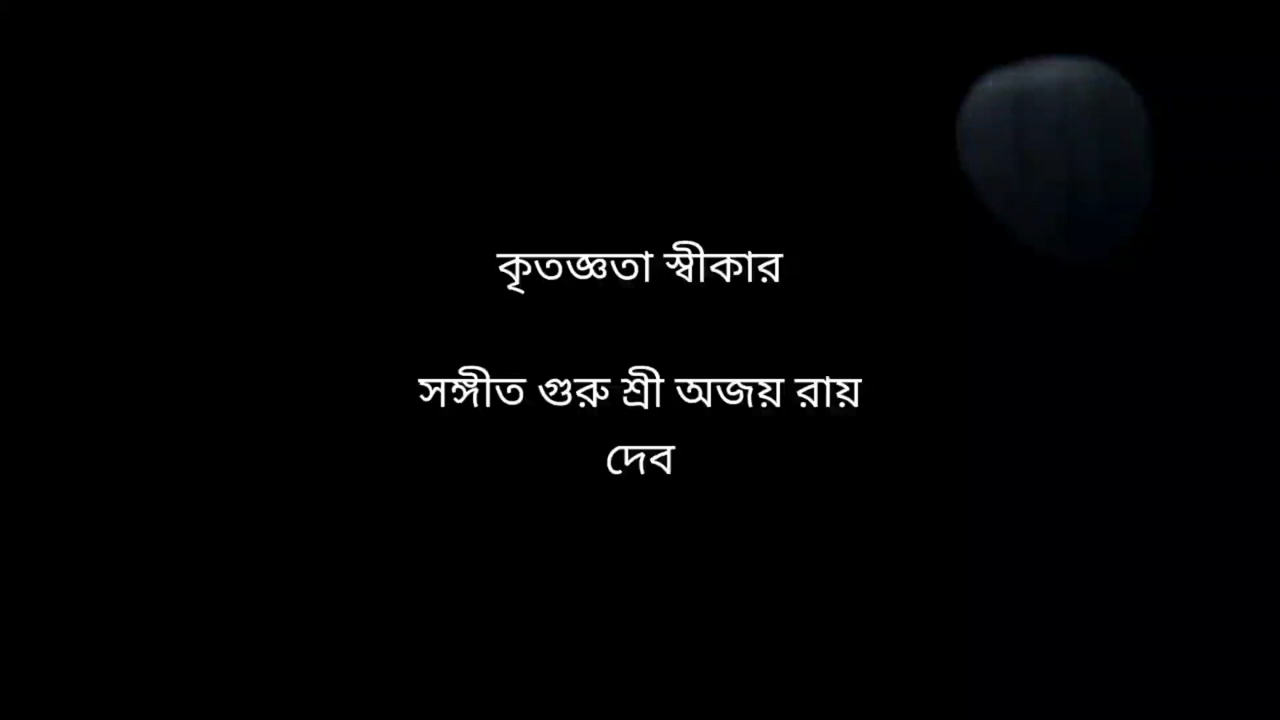 কৃতজ্ঞতা স্বীকার
সঙ্গীত গুরু শ্রী অজয় রায়
দেব